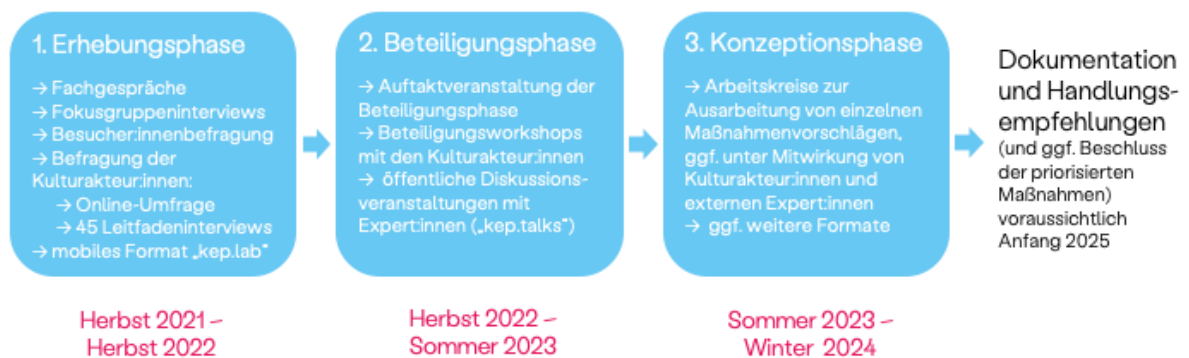 1. Erhebungsphase
→ Fachgespräche
→ Fokusgruppeninterviews
→ Besucher:innenbefragung
→ Befragung der
Kulturakteur:innen:
→ Online-Umfrage
→ 45 Leitfadeninterviews
→ mobiles Format „kep.lab“
Herbst 2021 –
Herbst 2022
2. Beteiligungsphase
→ Auftaktveranstaltung der
Beteiligungsphase
→ Beteiligungsworkshops
mit den Kulturakteur:innen
→ öffentliche Diskussions-
veranstaltungen mit
Expert:innen („kep.talks“)
Herbst 2022 –
Sommer 2023
3. Konzeptionsphase
→ Arbeitskreise zur
Ausarbeitung von einzelnen
Maßnahmenvorschlägen,
ggf. unter Mitwirkung von
Kulturakteur:innen und
externen Expert:innen
→ ggf. weitere Formate
Sommer 2023 –
Winter 2024
Dokumentation
und Handlungs-
empfehlungen
(und ggf. Beschluss
der priorisierten
Maßnahmen)
voraussichtlich
Anfang 2025